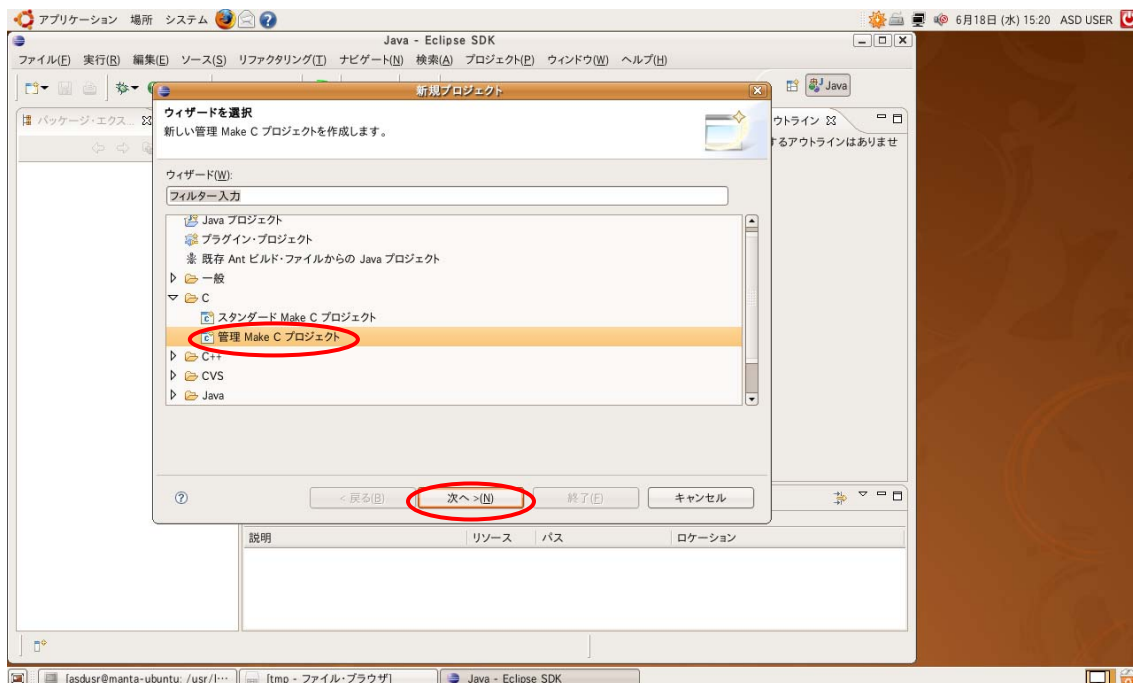 アプリケーション 場所 システム 6月18日 (水) 15:20 ASD USER
Java - Eclipse SDK
ファイル(F) 実行(R) 編集(E) ソース(S) リファクタリング(T) ナビゲート(N) 検索(A) プロジェクト(P) ウィンドウ(W) ヘルプ(H)
新規プロジェクト
Java
ウィザードを選択
新しい管理 Make C プロジェクトを作成します。
パッケージ・エクス...
ウトライン
するアウトラインはありませ
ウィザード(W):
フィルター入力
Java プロジェクト
プラグイン・プロジェクト
既存 Ant ビルド・ファイルからの Java プロジェクト
一般
C
スタンダード Make C プロジェクト
管理 Make C プロジェクト
C++
CVS
Java
< 戻る(B) 次へ >(N) 終了(F) キャンセル
説明 リソース パス ロケーション
[asdusr@manta-ubuntu: /usr/l… [tmp - ファイル・ブラウザ] Java - Eclipse SDK